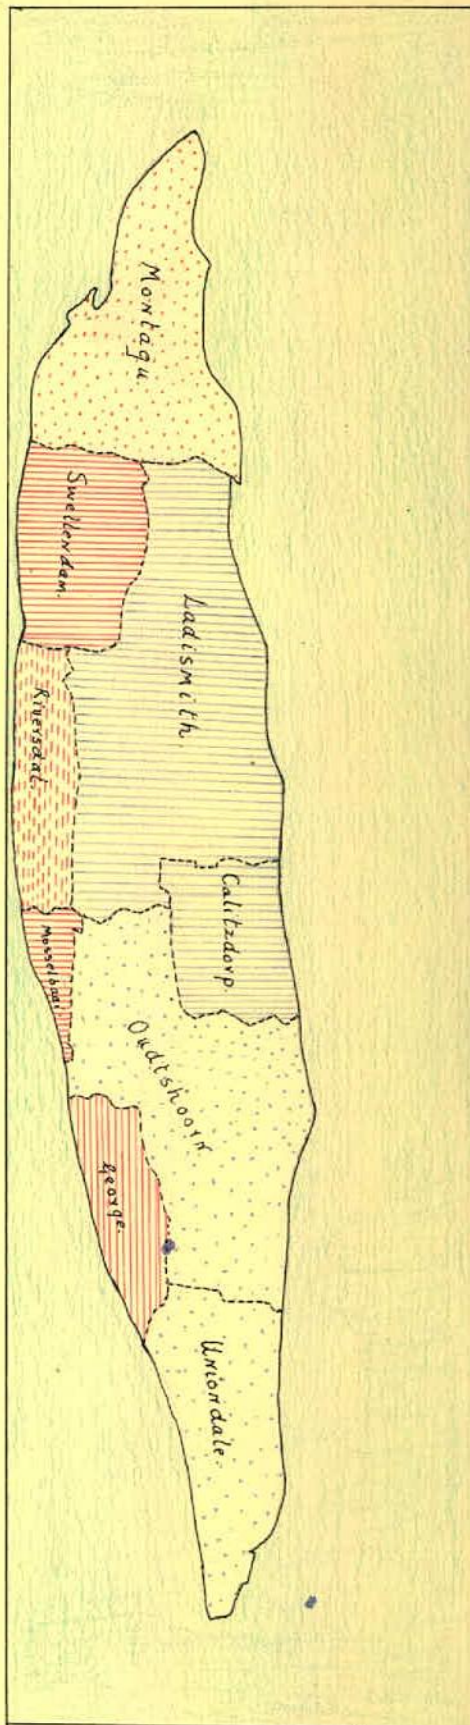 Montagu.
Swellendam.
Ladismith.
Riversdal.
Calitzdorp.
Mosselbaai
Oudtshoorn
George.
Uniondale.